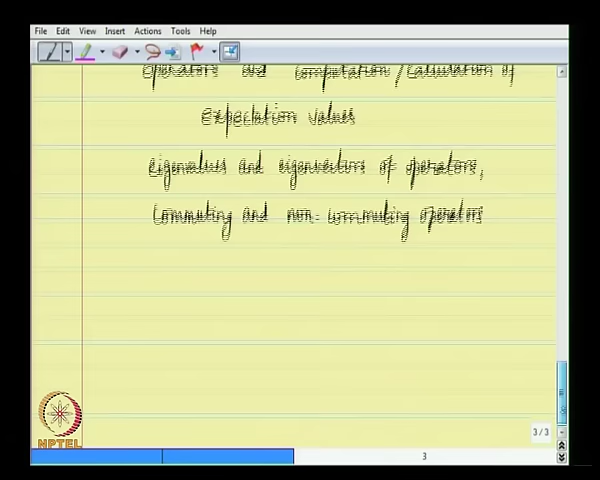 File Edit View Insert Actions Tools Help
operators and computation/calculation of
expectation values
eigenvalues and eigenvectors of operators,
commuting and non-commuting operators
NPTEL
3/3
3